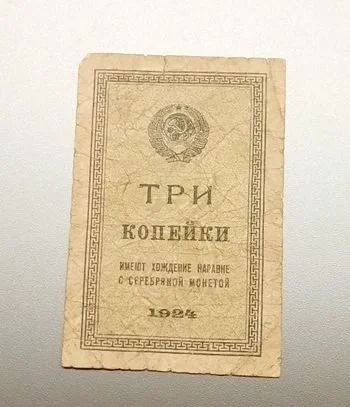 ТРИ
КОПЕЙКИ
ИМЕЮТ ХОЖДЕНИЕ НАРАВНЕ
С СЕРЕБРЯНОЙ МОНЕТОЙ
1924